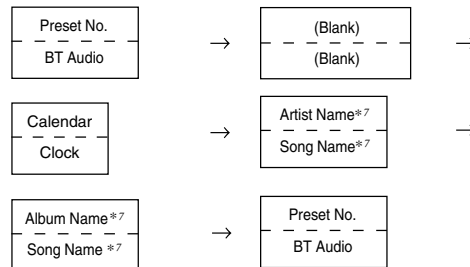 Preset No.
BT Audio
→
(Blank)
(Blank)
→
Calendar
Clock
→
Artist Name*7
Song Name*7
→
Album Name*7
Song Name *7
→
Preset No.
BT Audio